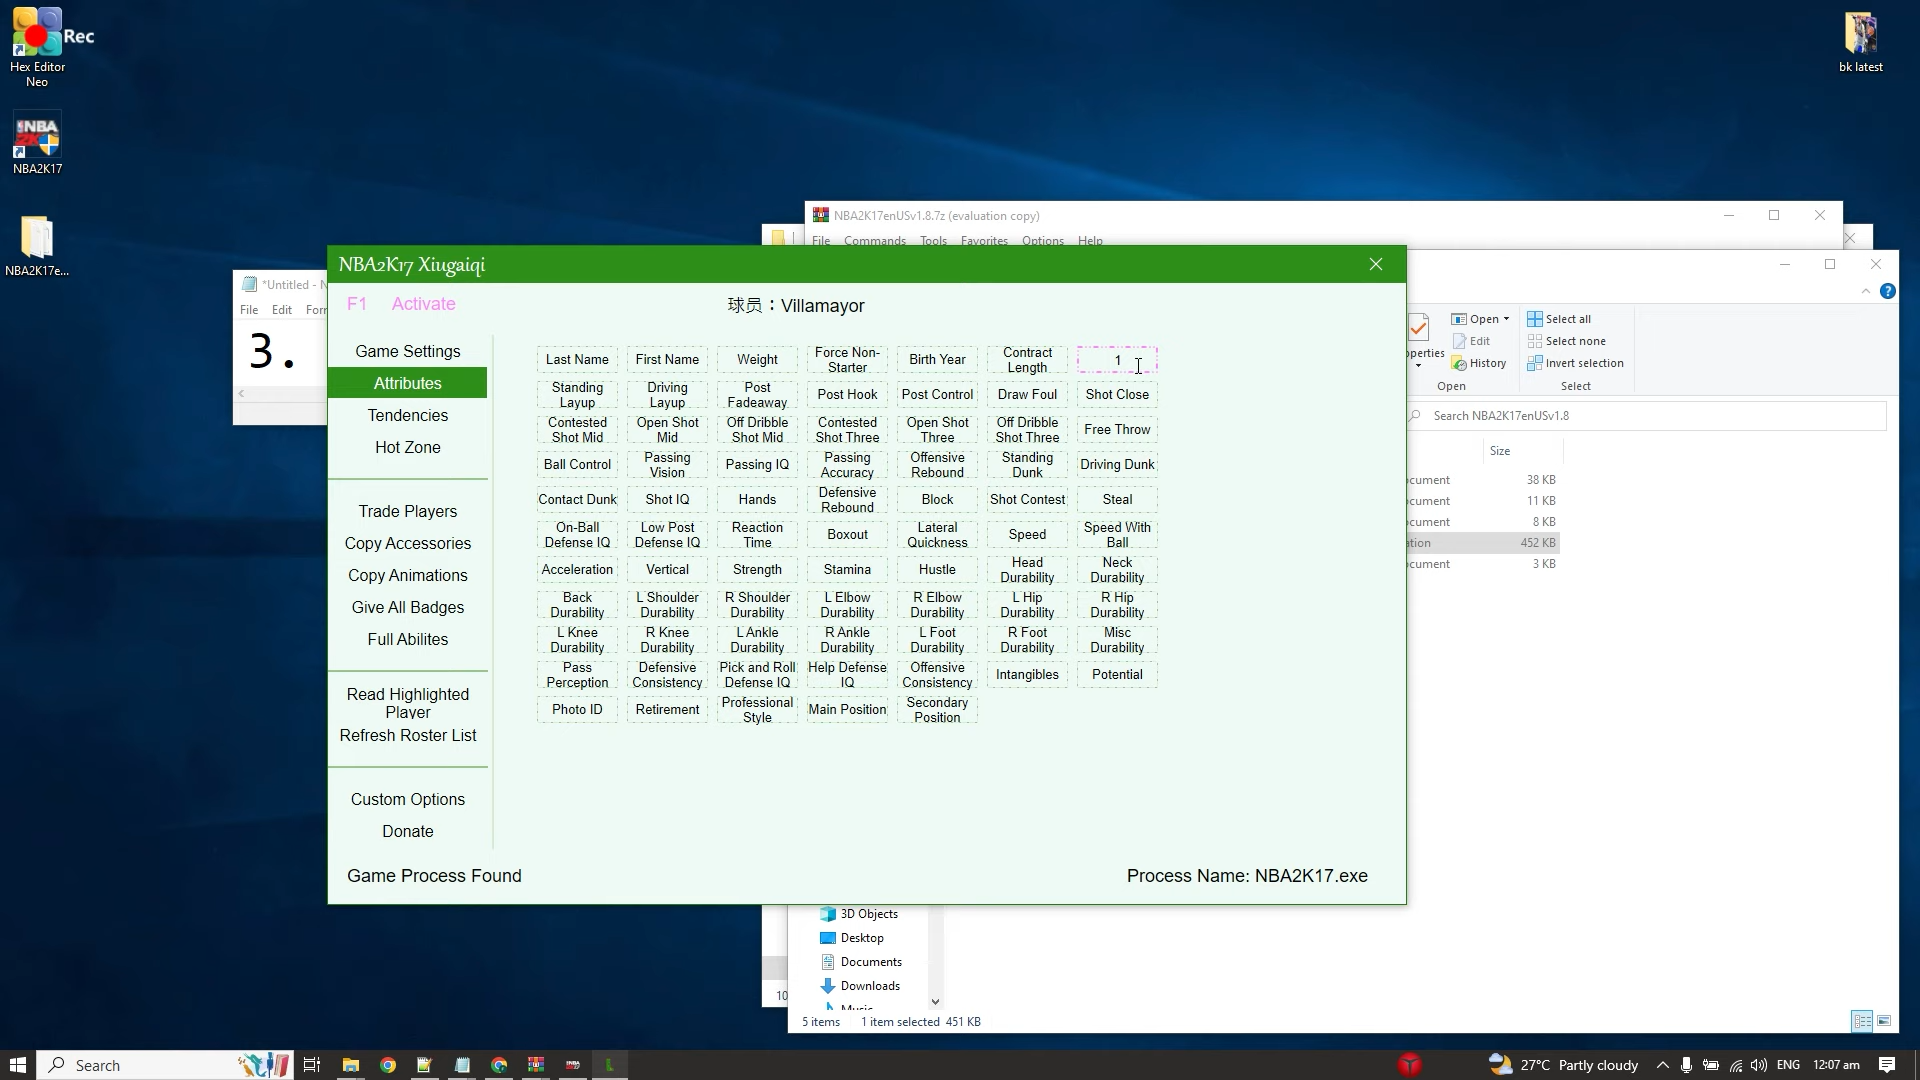 Rec
Hex Editor
Neo
NBA2K17
NBA2K17e...
bk latest
NBA2K17enUSv1.8.7z (evaluation copy)
File Commands Tools Favorites Options Help
*Untitled - N
File Edit Forr
3.
NBA2K17 Xiugaiqi
F1 Activate
球员：Villamayor
Game Settings
Attributes
Tendencies
Hot Zone
Trade Players
Copy Accessories
Copy Animations
Give All Badges
Full Abilites
Read Highlighted
Player
Refresh Roster List
Custom Options
Donate
Last Name First Name Weight Force Non-Starter Birth Year Contract Length 1
Standing Layup Driving Layup Post Fadeaway Post Hook Post Control Draw Foul Shot Close
Contested Shot Mid Open Shot Mid Off Dribble Shot Mid Contested Shot Three Open Shot Three Off Dribble Shot Three Free Throw
Ball Control Passing Vision Passing IQ Passing Accuracy Offensive Rebound Standing Dunk Driving Dunk
Contact Dunk Shot IQ Hands Defensive Rebound Block Shot Contest Steal
On-Ball Defense IQ Low Post Defense IQ Reaction Time Boxout Lateral Quickness Speed Speed With Ball
Acceleration Vertical Strength Stamina Hustle Head Durability Neck Durability
Back Durability L Shoulder Durability R Shoulder Durability L Elbow Durability R Elbow Durability L Hip Durability R Hip Durability
L Knee Durability R Knee Durability L Ankle Durability R Ankle Durability L Foot Durability R Foot Durability Misc Durability
Pass Perception Defensive Consistency Pick and Roll Defense IQ Help Defense IQ Offensive Consistency Intangibles Potential
Photo ID Retirement Professional Style Main Position Secondary Position
Game Process Found
Process Name: NBA2K17.exe
operties
Open
Edit
History
Open
Select all
Select none
Invert selection
Select
Search NBA2K17enUSv1.8
Size
ocument 38 KB
ocument 11 KB
ocument 8 KB
ation 452 KB
ocument 3 KB
3D Objects
Desktop
Documents
Downloads
Music
10
5 items 1 item selected 451 KB
Search
27°C Partly cloudy
ENG
12:07 am